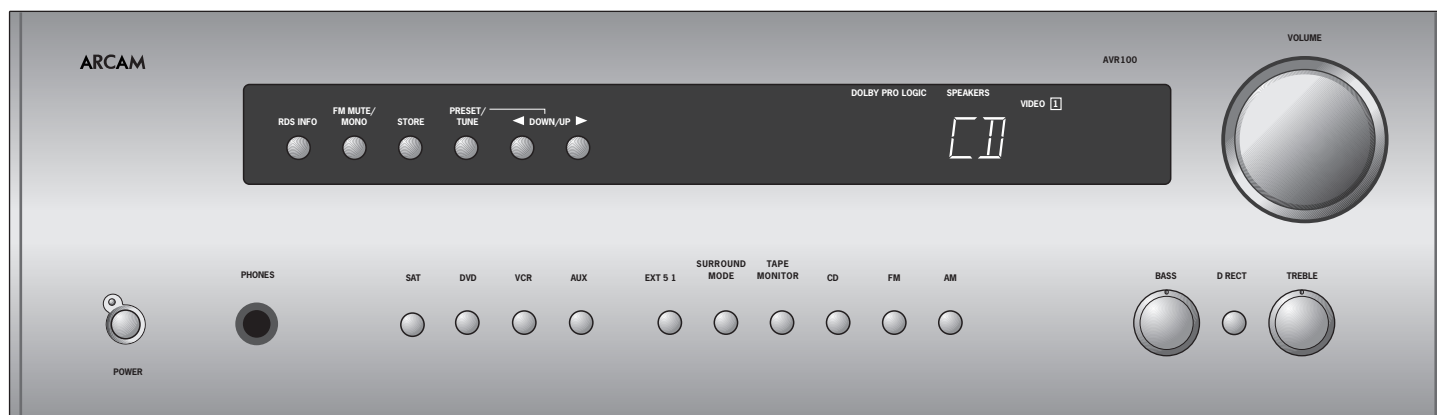 VOLUME
ARCAM
AVR100
DOLBY PRO LOGIC SPEAKERS
VIDEO 1
RDS INFO
FM MUTE/
MONO
STORE
PRESET/
TUNE
DOWN/UP
CD
PHONES
SAT
DVD
VCR
AUX
EXT 5 1
SURROUND
MODE
TAPE
MONITOR
CD
FM
AM
BASS
D RECT
TREBLE
POWER